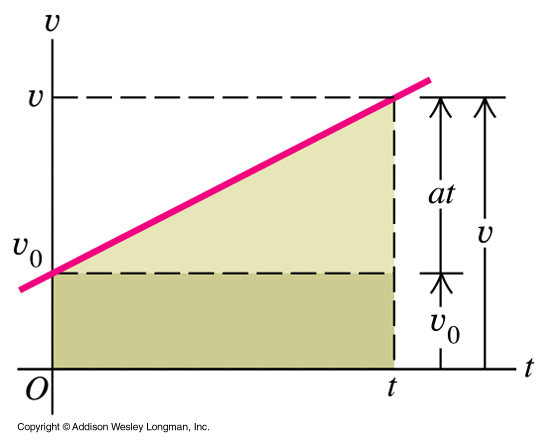 v
v
v₀
at
v
v₀
O
t
t
Copyright © Addison Wesley Longman, Inc.